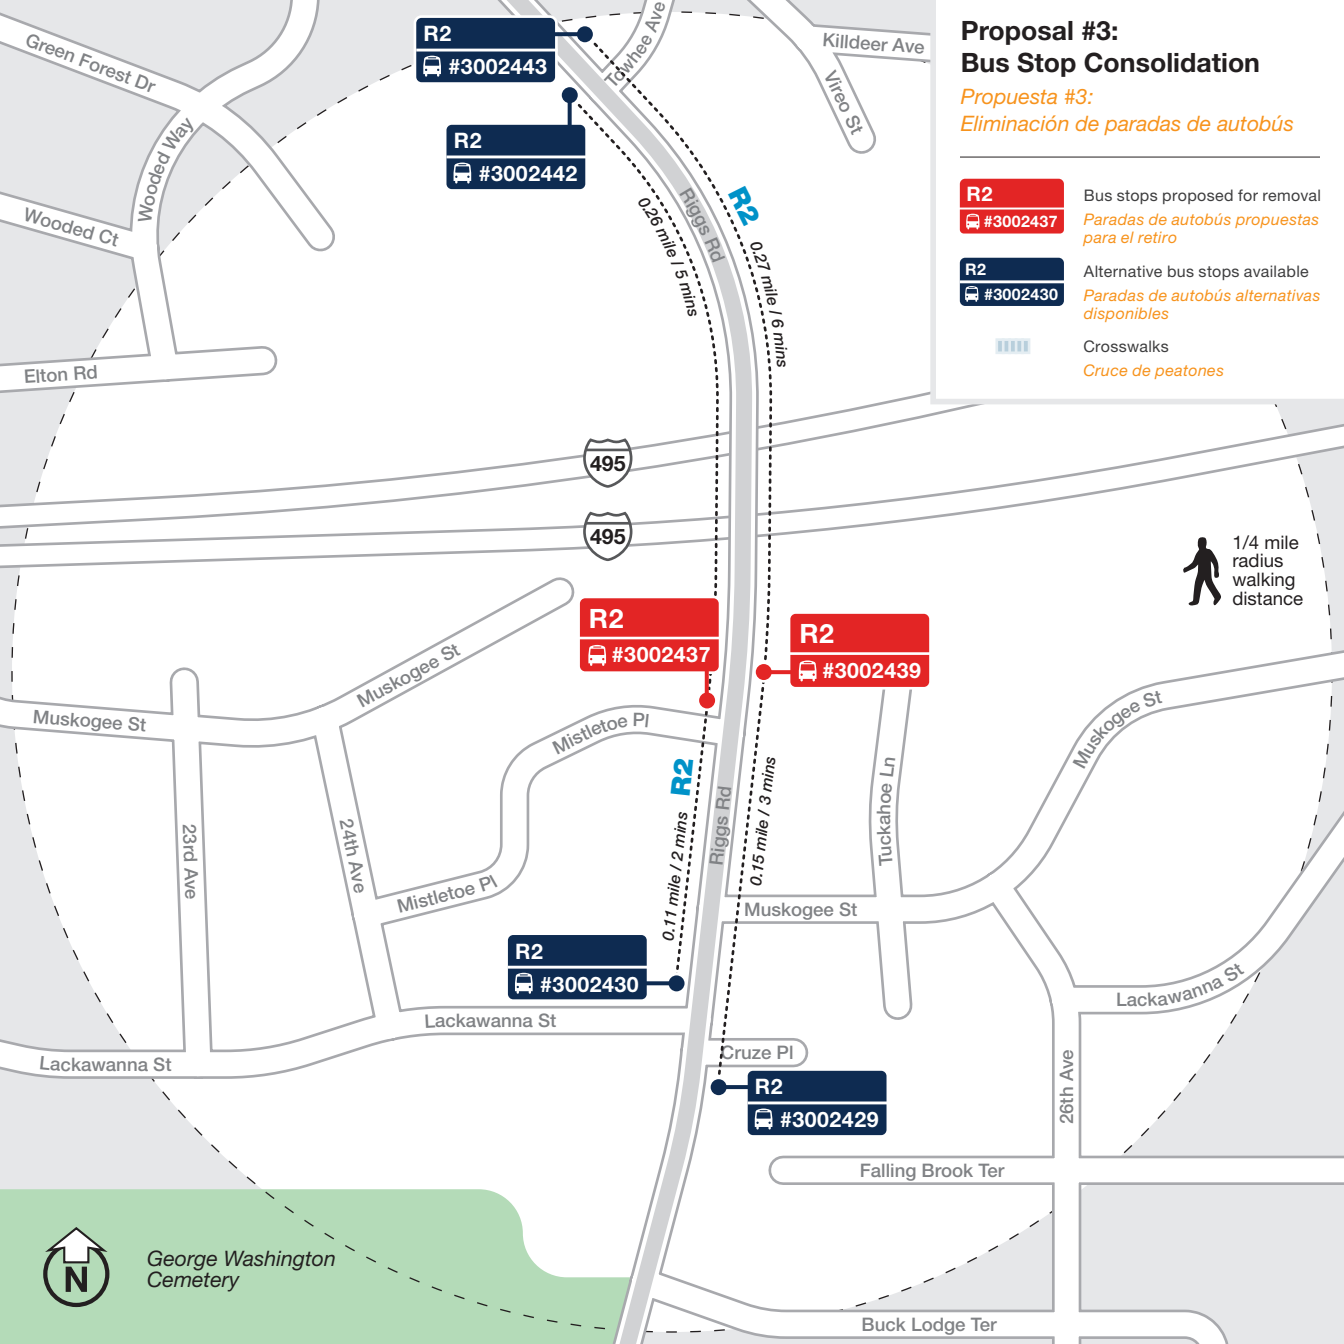 Proposal #3:
Bus Stop Consolidation
Propuesta #3:
Eliminación de paradas de autobús
R2
#3002437
Bus stops proposed for removal
Paradas de autobús propuestas
para el retiro
R2
#3002430
Alternative bus stops available
Paradas de autobús alternativas
disponibles
Crosswalks
Cruce de peatones
R2
#3002443
R2
#3002442
Green Forest Dr
Wooded Way
Wooded Ct
Elton Rd
Towhee Ave
Killdeer Ave
Vireo St
Riggs Rd
R2
0.26 mile / 5 mins
0.27 mile / 6 mins
495
495
1/4 mile
radius
walking
distance
R2
#3002437
R2
#3002439
Muskogee St
Muskogee St
Mistletoe Pl
Muskogee St
R2
Riggs Rd
0.11 mile / 2 mins
0.15 mile / 3 mins
Tuckahoe Ln
23rd Ave
24th Ave
Mistletoe Pl
Muskogee St
R2
#3002430
Lackawanna St
Lackawanna St
Lackawanna St
Cruze Pl
R2
#3002429
26th Ave
Falling Brook Ter
George Washington
Cemetery
N
Buck Lodge Ter